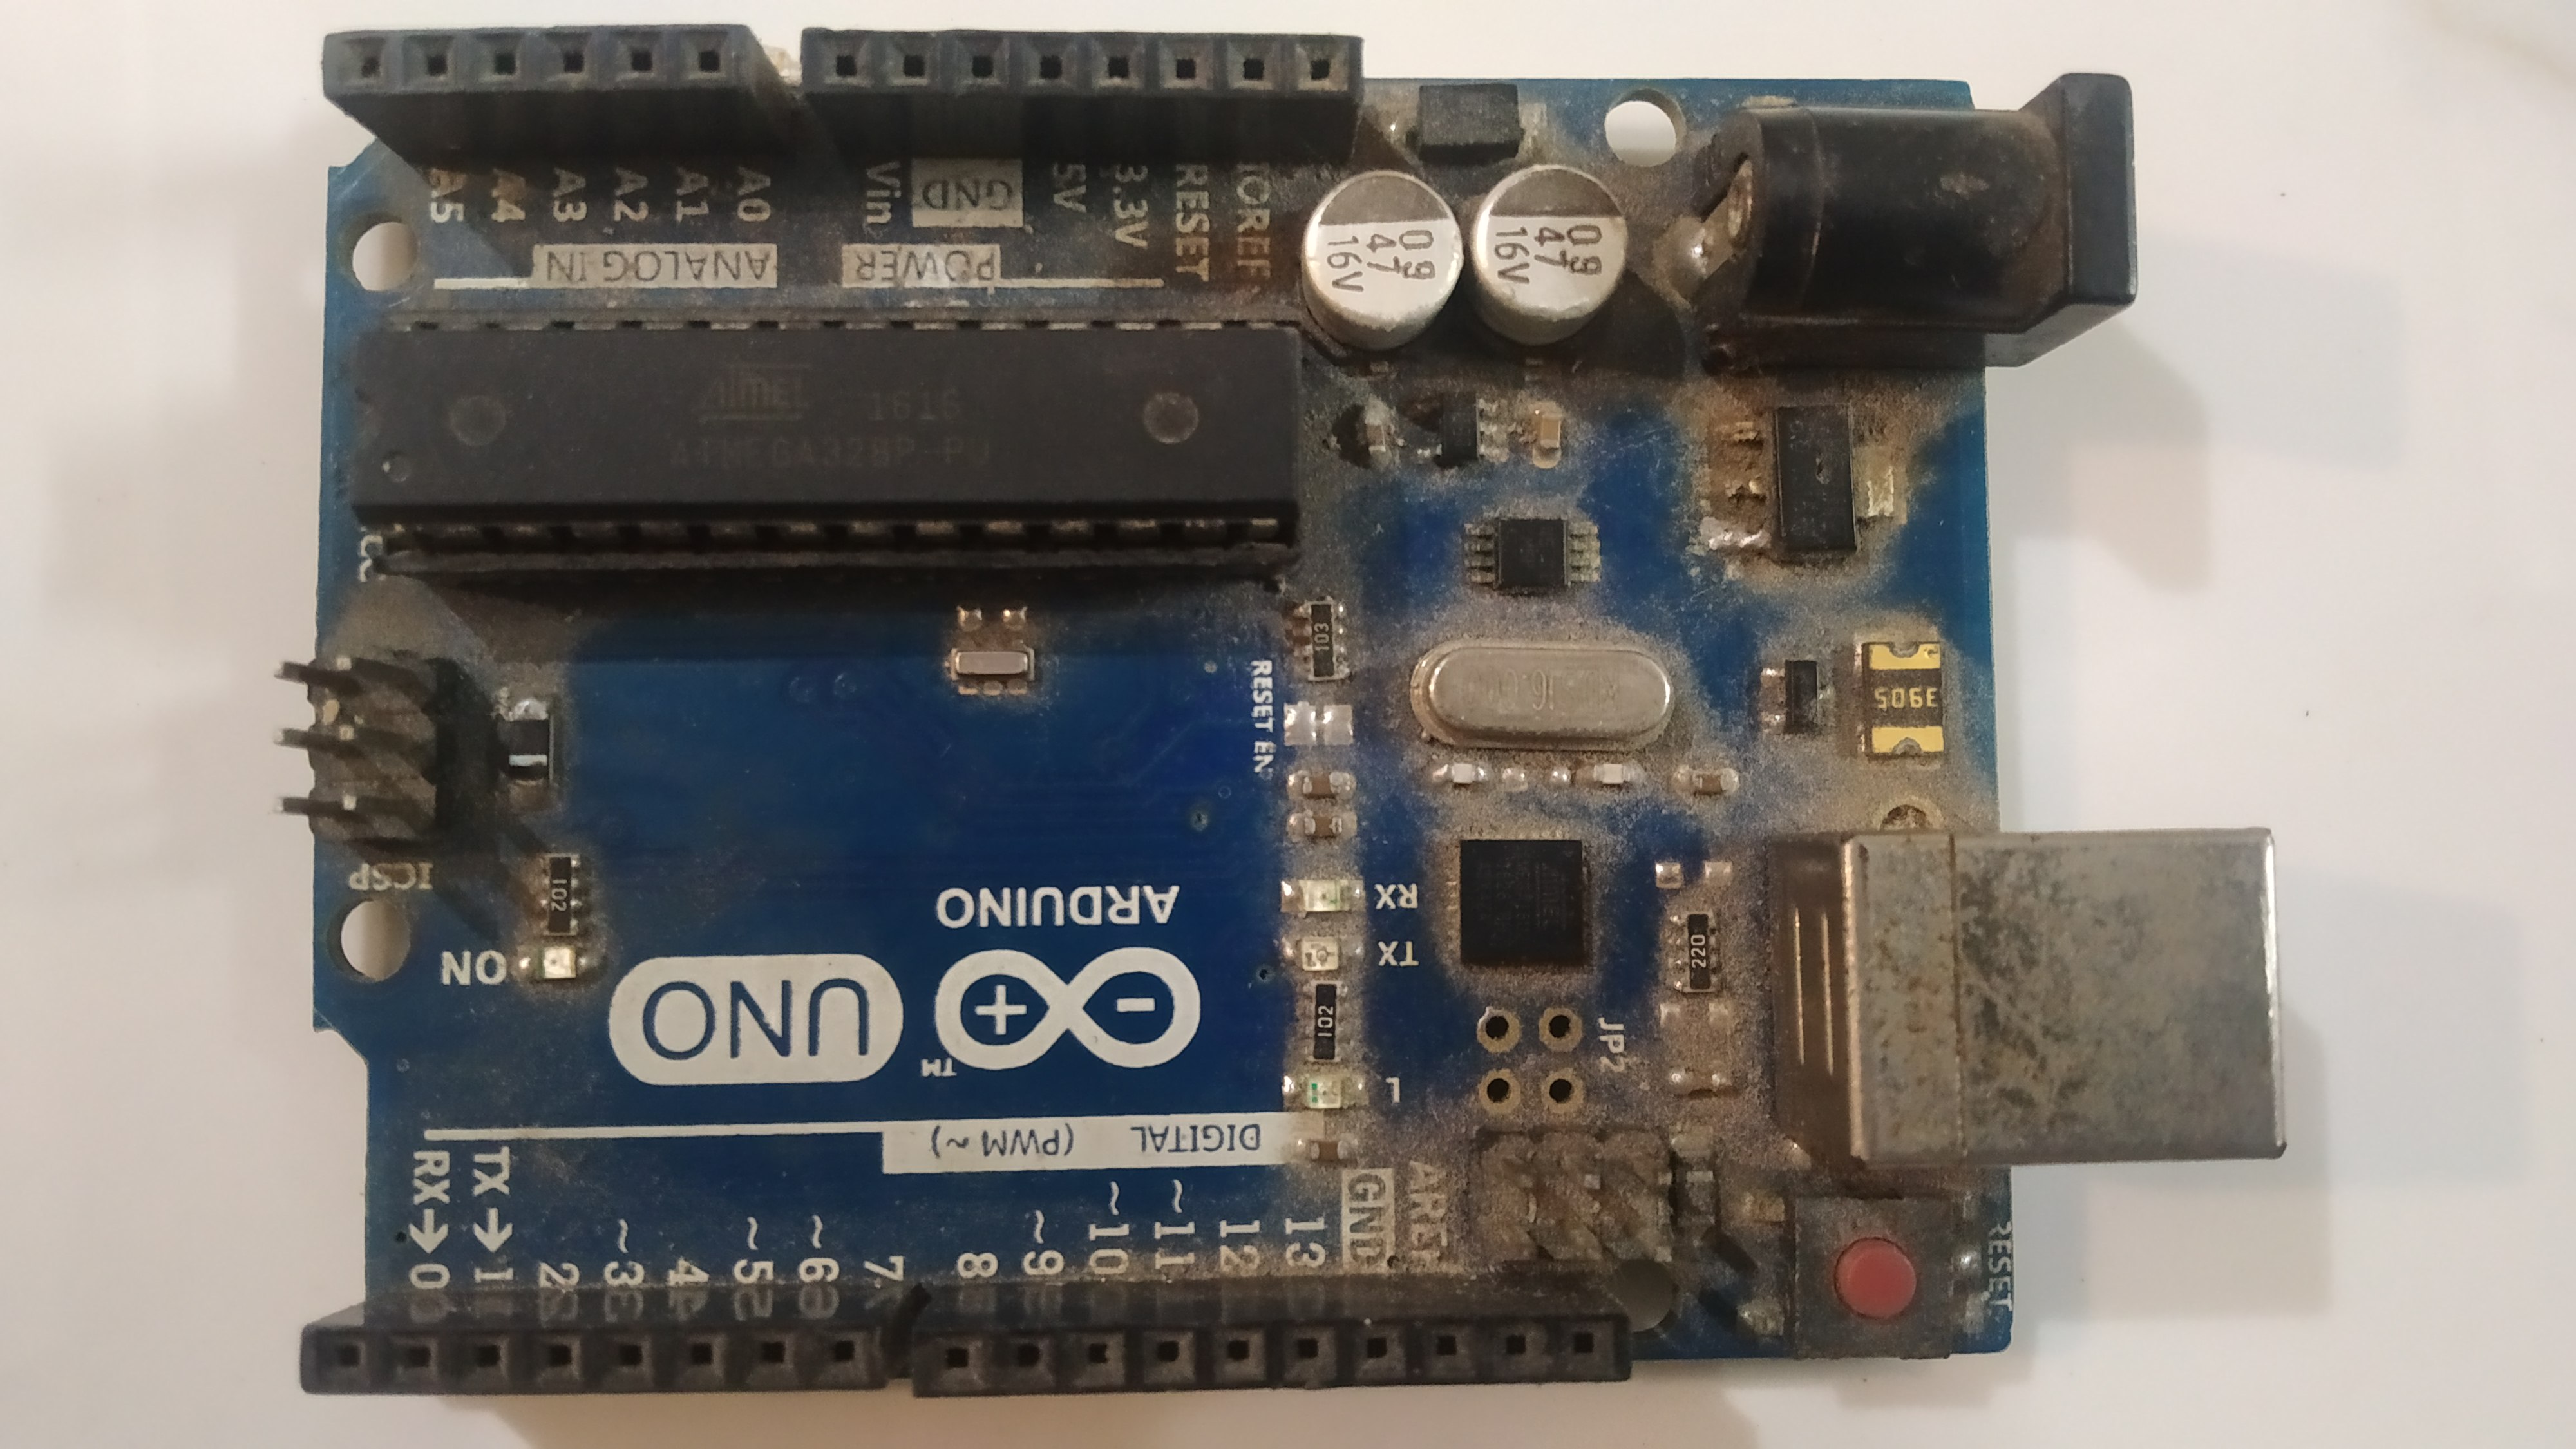 A5
A4
A3
A2
A1
A0
Vin
GND
5V
3.3V
RESET
IOREF
ANALOG IN
POWER
09
47
16V
09
47
16V
ATMEL
1616
ATMEGA328P-PU
103
RESET EN
3905
ICSP
102
ON
ARDUINO
UNO
TM
RX
TX
102
L
220
JP2
DIGITAL (PWM ~)
RX→0
TX→1
2
~3
4
~5
~6
7
8
~9
~10
~11
12
13
GND
AREF
RESET